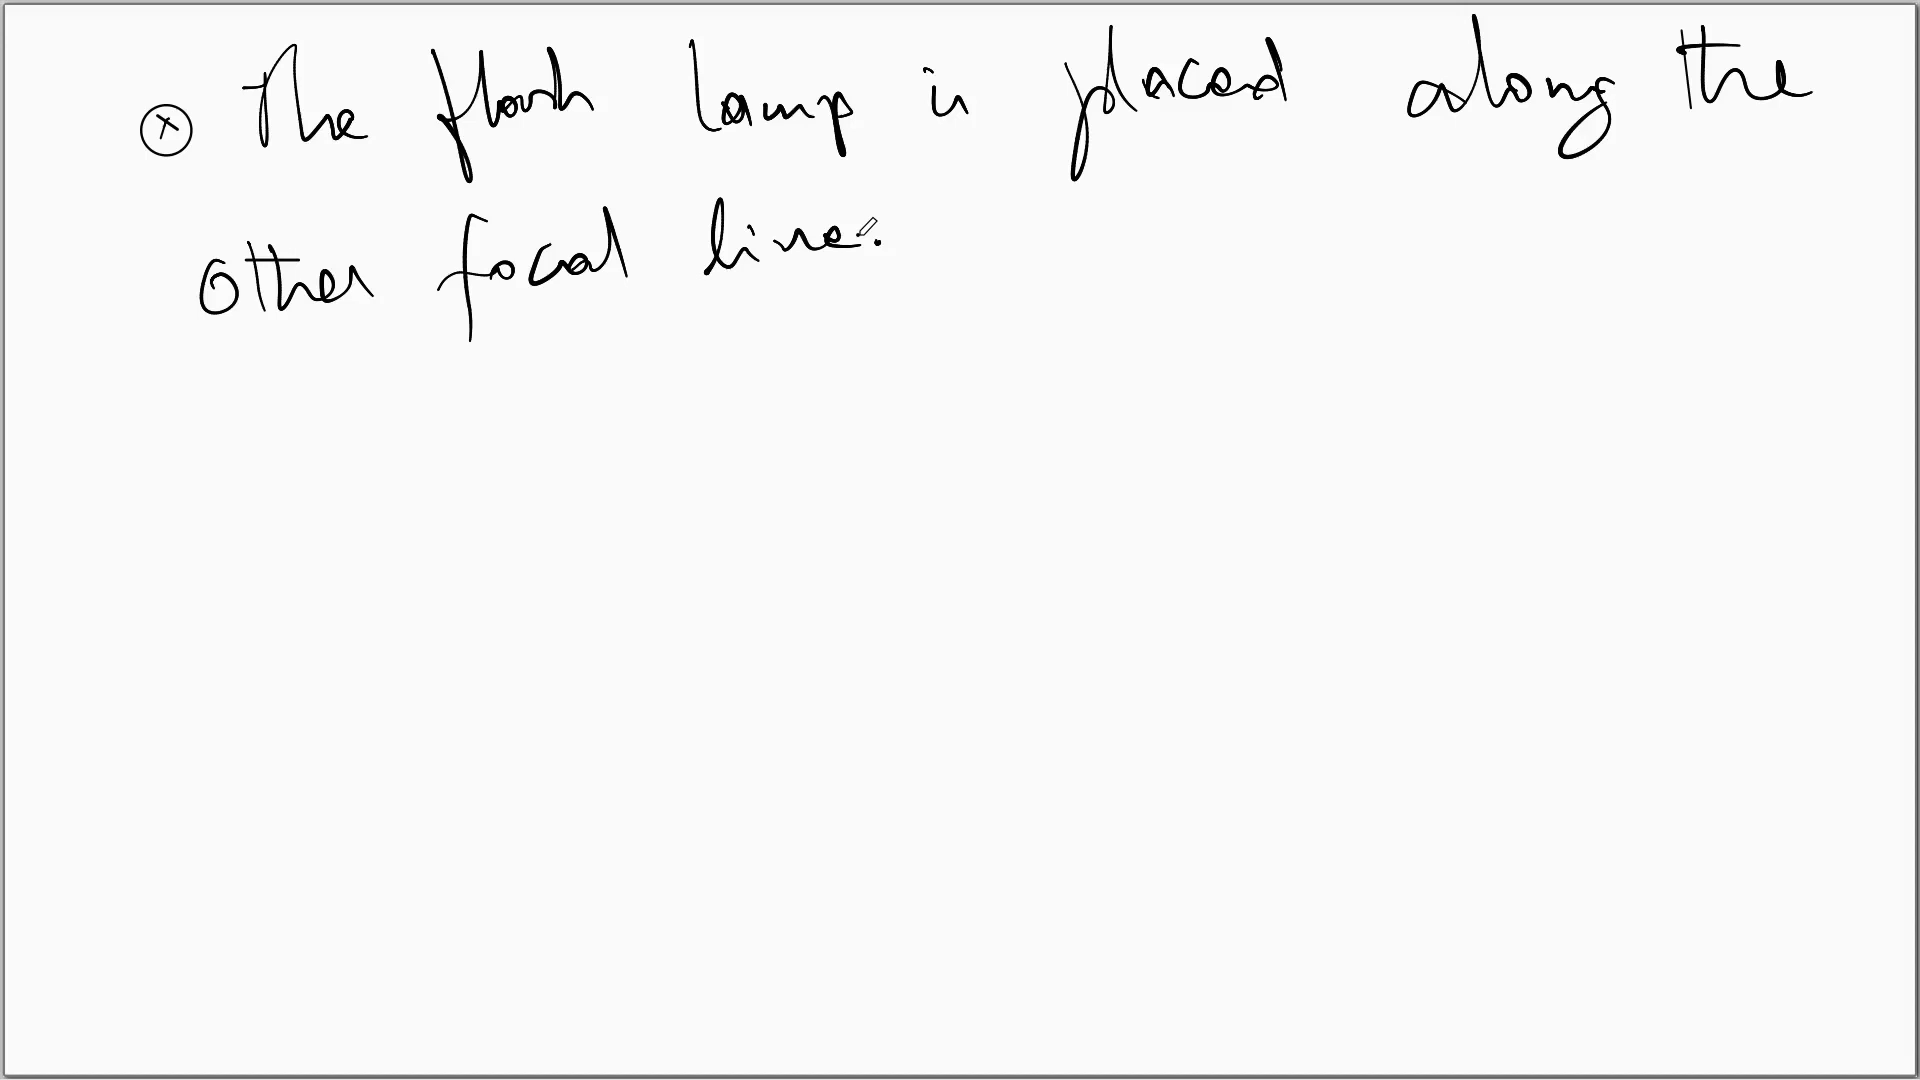 The flash lamp is placed along the
other focal line.